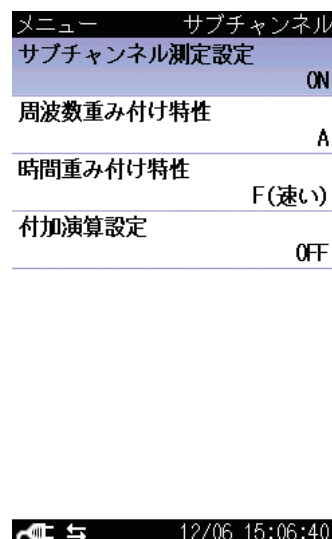 メニュー サブチャンネル
サブチャンネル測定設定
ON
周波数重み付け特性
A
時間重み付け特性
F(速い)
付加演算設定
OFF
12/06 15:06:40